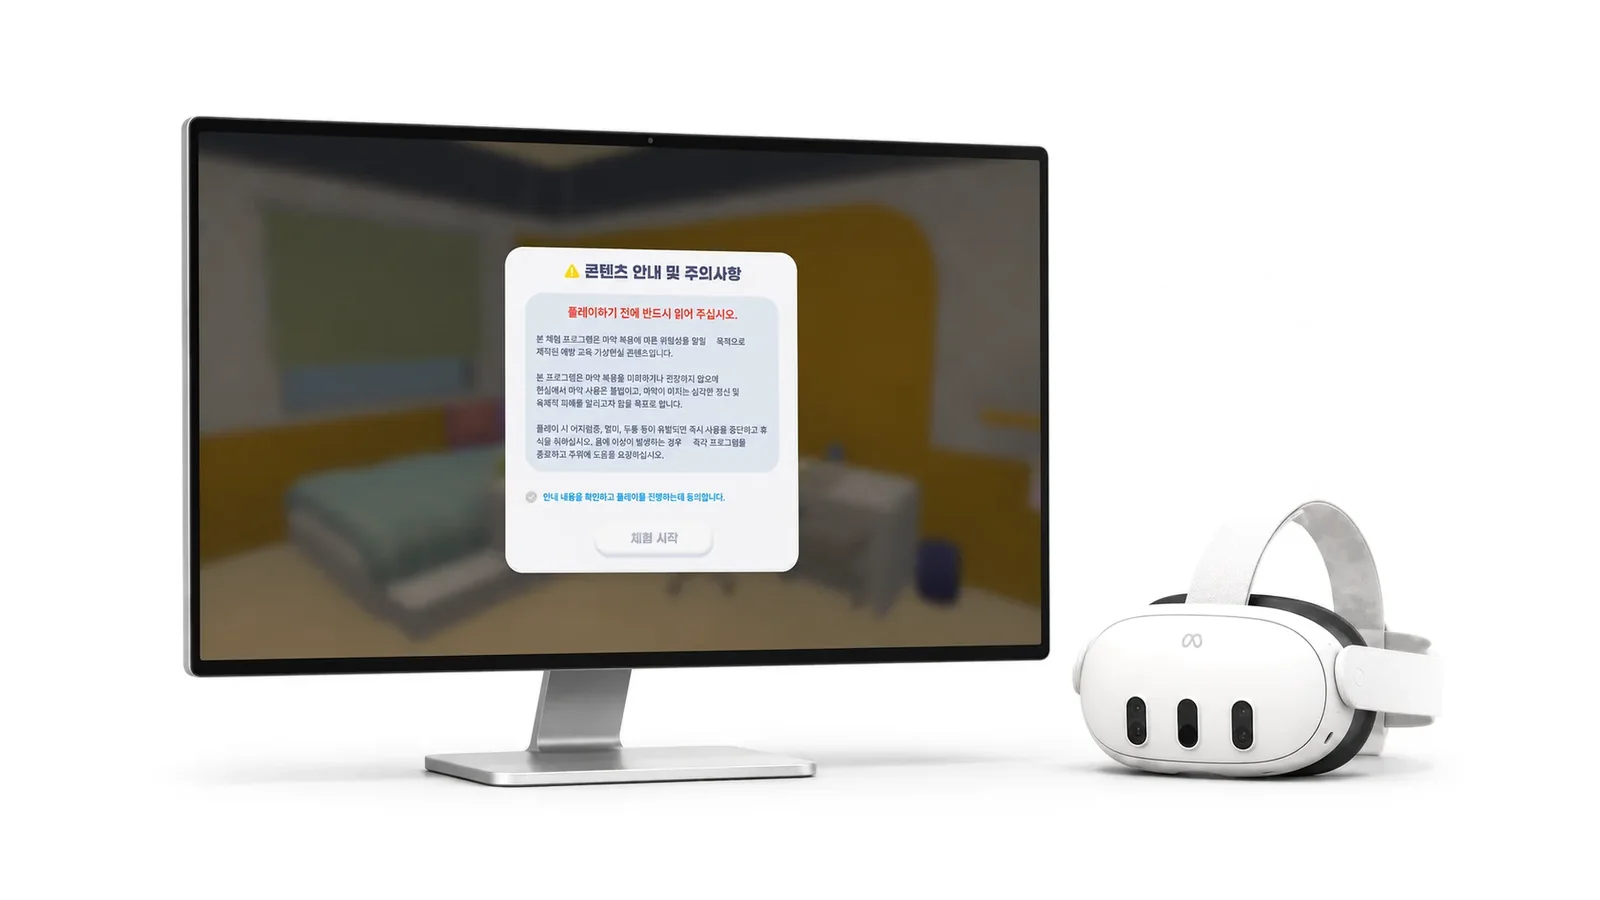 콘텐츠 안내 및 주의사항
플레이하기 전에 반드시 읽어 주십시오.
본 체험 프로그램은 마약 복용에 따른 위험성을 알릴 목적으로
제작된 예방 교육 가상현실 콘텐츠입니다.
본 프로그램은 마약 복용을 미화하거나 권장하지 않으며
현실에서 마약 사용은 불법이고, 마약이 미치는 심각한 정신 및
육체적 피해를 알리고자 함을 목표로 합니다.
플레이 시 어지럼증, 멀미, 두통 등이 유발되면 즉시 사용을 중단하고 휴
식을 취하십시오. 몸에 이상이 발생하는 경우 즉각 프로그램을
종료하고 주위에 도움을 요청하십시오.
안내 내용을 확인하고 플레이를 진행하는데 동의합니다.
체험 시작